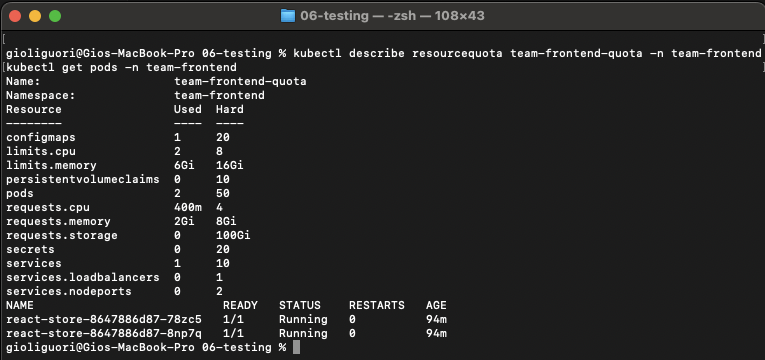 06-testing — -zsh — 108×43
gioliguori@Gios-MacBook-Pro 06-testing % kubectl describe resourcequota team-frontend-quota -n team-frontend
kubectl get pods -n team-frontend
Name:                    team-frontend-quota
Namespace:               team-frontend
Resource                 Used  Hard
--------                 ----  ----
configmaps               1     20
limits.cpu               2     8
limits.memory            6Gi   16Gi
persistentvolumeclaims   0     10
pods                     2     50
requests.cpu             400m  4
requests.memory          2Gi   8Gi
requests.storage         0     100Gi
secrets                  0     20
services                 1     10
services.loadbalancers   0     1
services.nodeports       0     2
NAME                           READY   STATUS    RESTARTS   AGE
react-store-8647886d87-78zc5   1/1     Running   0          94m
react-store-8647886d87-8np7q   1/1     Running   0          94m
gioliguori@Gios-MacBook-Pro 06-testing %